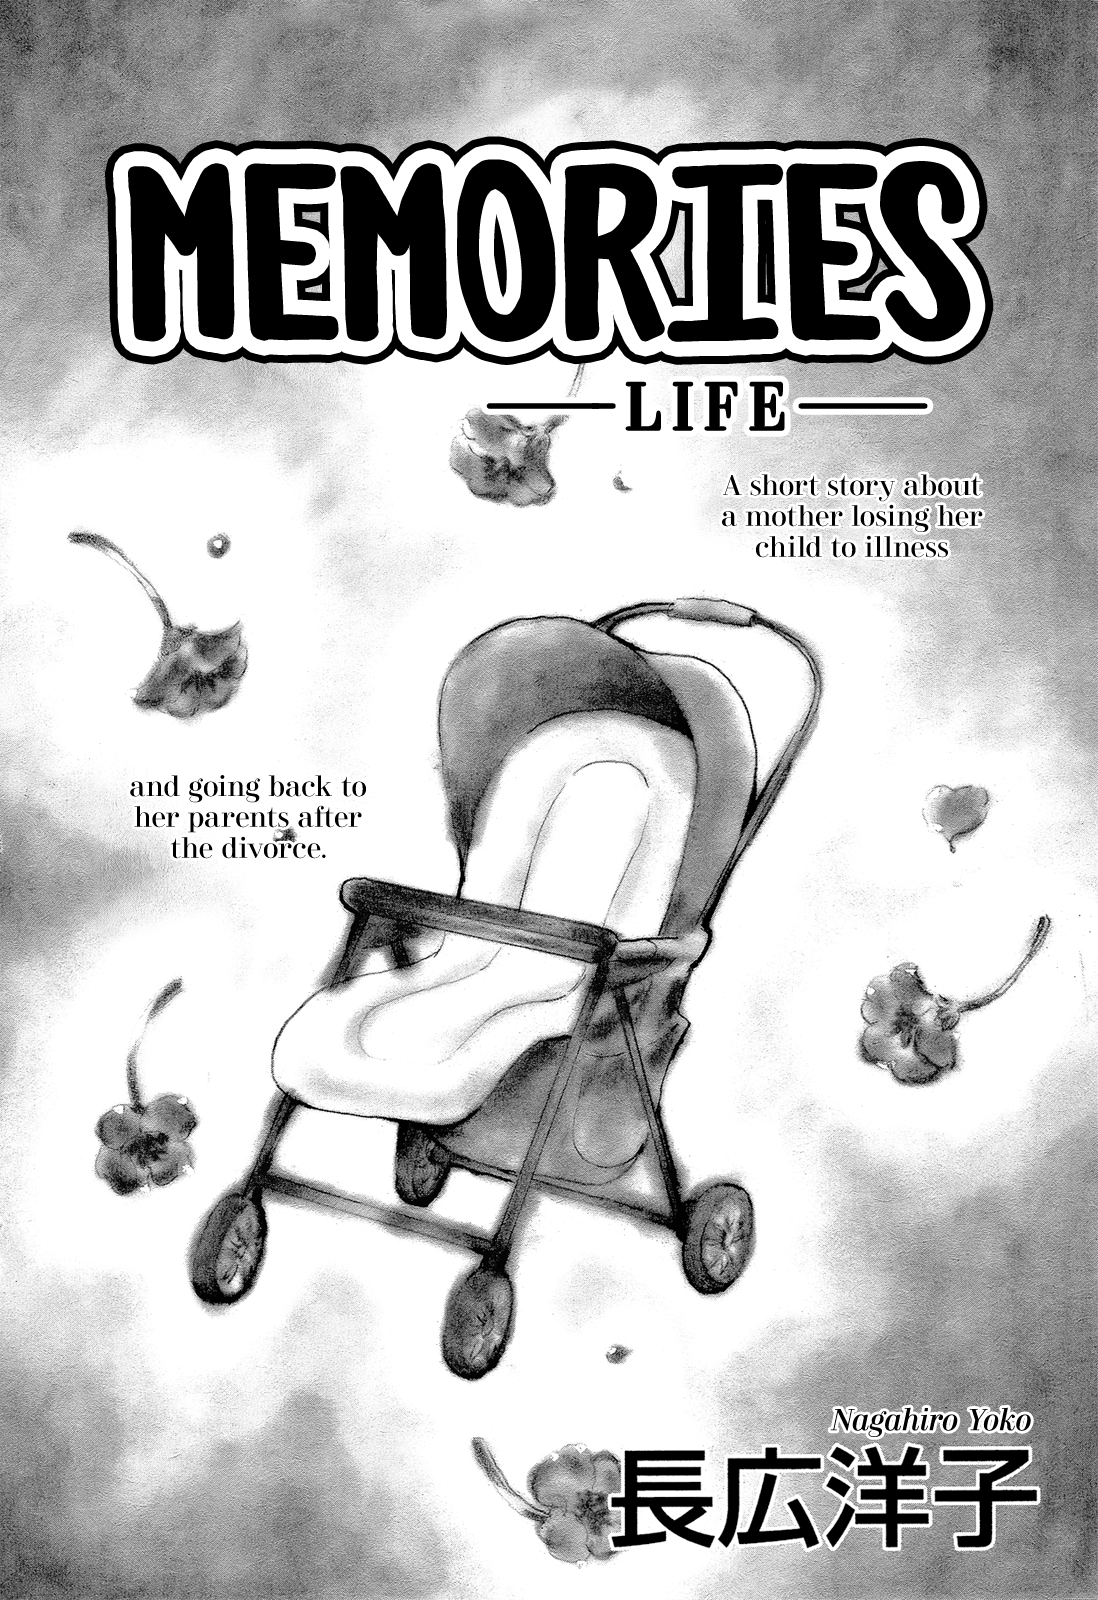 MEMORIES
LIFE
A short story about
a mother losing her
child to illness
and going back to
her parents after
the divorce.
Nagahiro Yoko
長広洋子